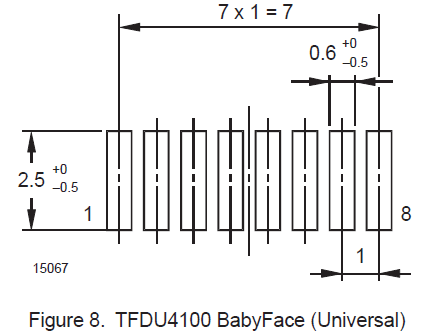 7 x 1 = 7
0.6 +0 –0.5
2.5 +0 –0.5
1 8
1
15067
Figure 8. TFDU4100 BabyFace (Universal)